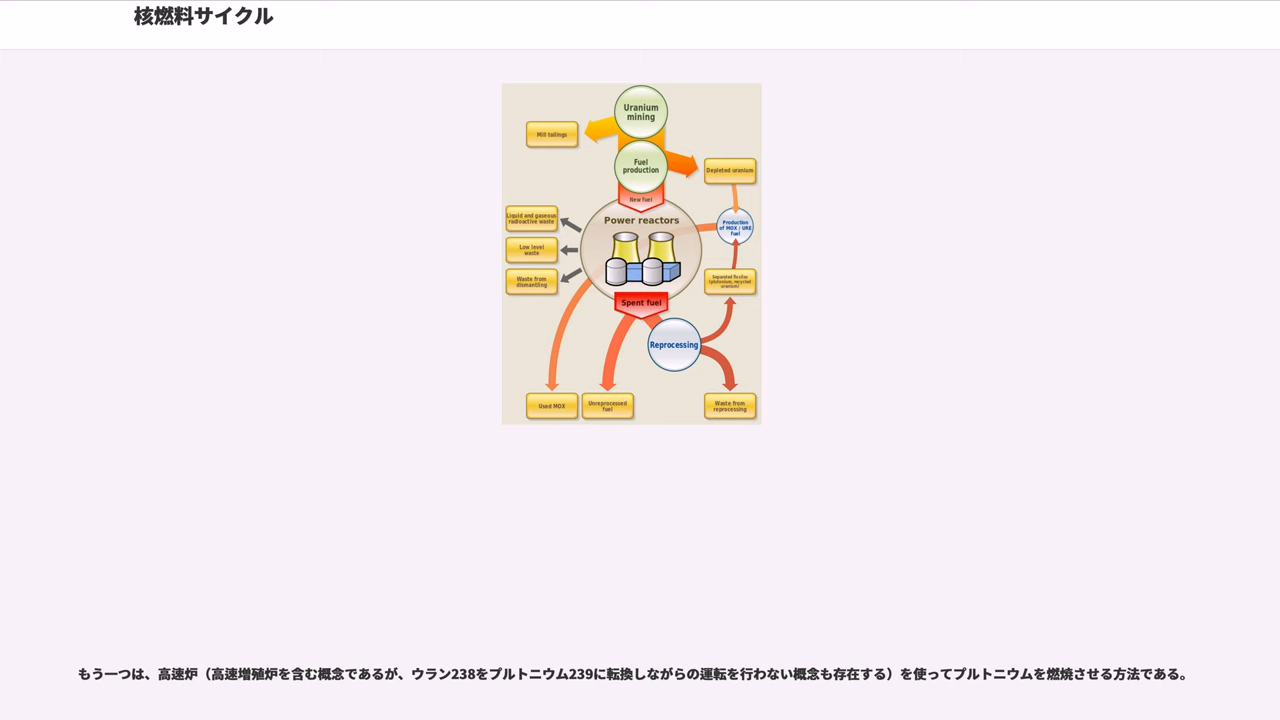 核燃料サイクル
Uranium
mining
Mill tailings
Fuel
production
Depleted uranium
New fuel
Power reactors
Liquid and gaseous
radioactive waste
Production
of MOX / URE
fuel
Low level
waste
Waste from
dismantling
Separated fissiles
(plutonium, recycled
uranium)
Spent fuel
Reprocessing
Used MOX
Unreprocessed
fuel
Waste from
reprocessing
もう一つは、高速炉（高速増殖炉を含む概念であるが、ウラン238をプルトニウム239に転換しながらの運転を行わない概念も存在する）を使ってプルトニウムを燃焼させる方法である。